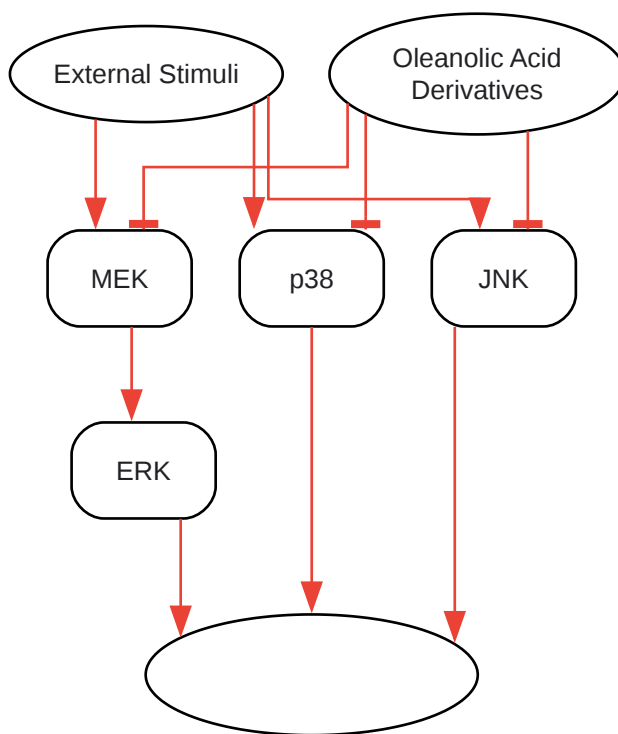 External Stimuli
Oleanolic Acid
Derivatives
MEK
p38
JNK
ERK